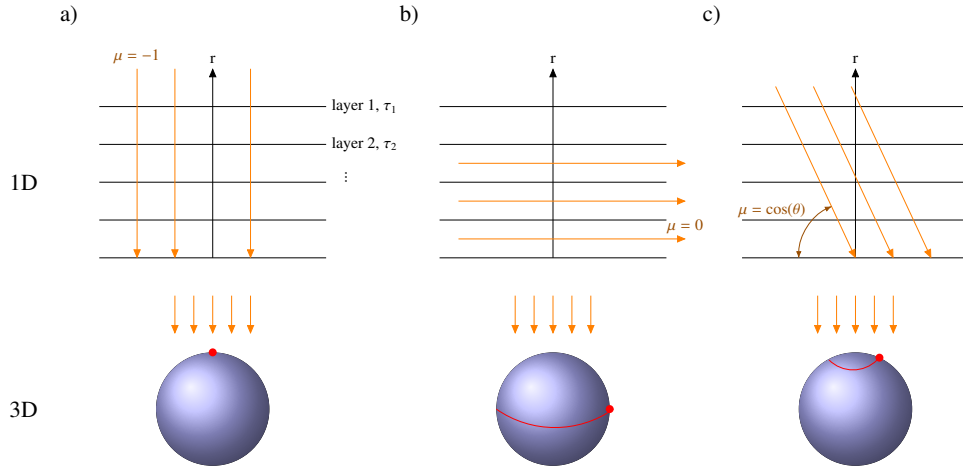 a)
b)
c)
μ = −1
r
r
r
layer 1, τ₁
layer 2, τ₂
⋮
1D
μ = cos(θ)
μ = 0
3D